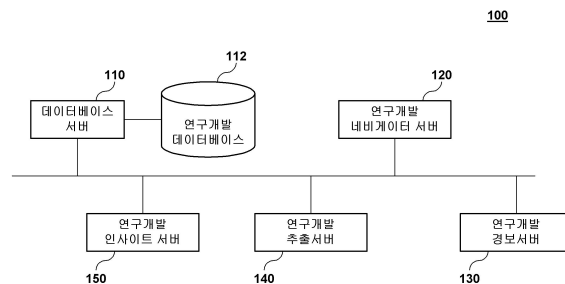 100
110
112
120
데이터베이스
서버
연구개발
데이터베이스
연구개발
네비게이터 서버
연구개발
인사이트 서버
연구개발
추출서버
연구개발
경보서버
150
140
130